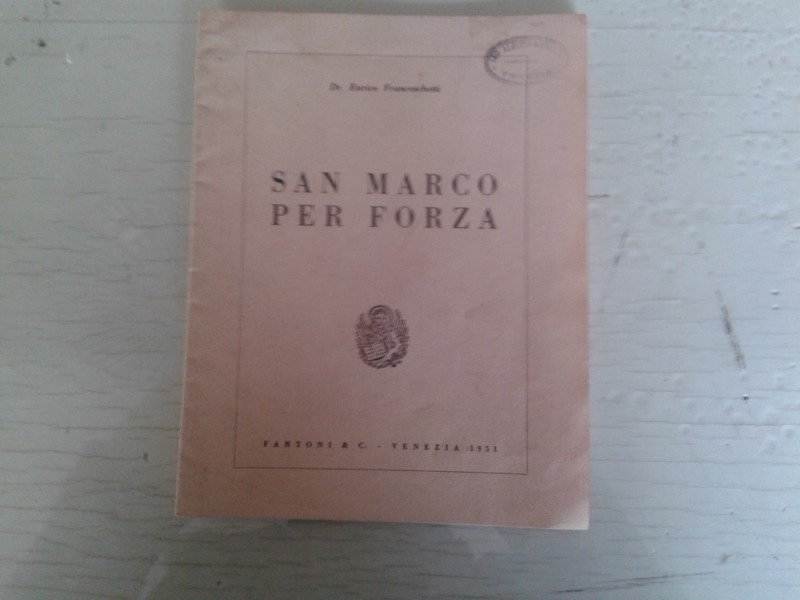 Dr. Enrico Franceschetti
SAN MARCO
PER FORZA
FANTONI & C. - VENEZIA 1951